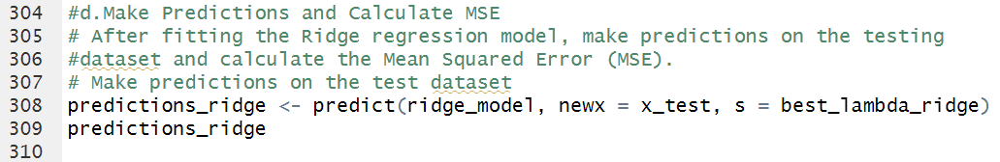 304 #d.Make Predictions and Calculate MSE
305 # After fitting the Ridge regression model, make predictions on the testing
306 #dataset and calculate the Mean Squared Error (MSE).
307 # Make predictions on the test dataset
308 predictions_ridge <- predict(ridge_model, newx = x_test, s = best_lambda_ridge)
309 predictions_ridge
310